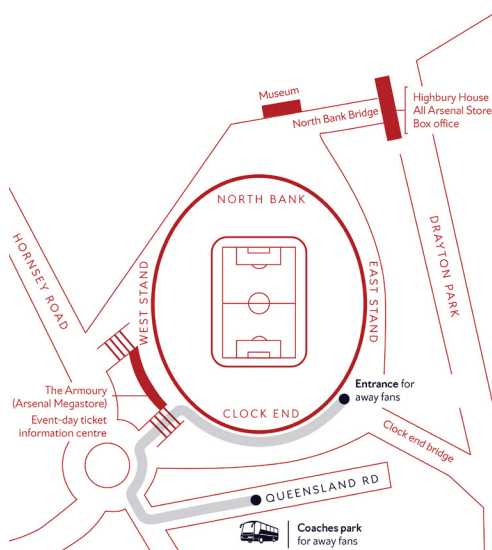 Museum
North Bank Bridge
Highbury House
All Arsenal Store
Box office
NORTH BANK
HORNSEY ROAD
WEST STAND
EAST STAND
DRAYTON PARK
The Armoury
(Arsenal Megastore)
Event-day ticket
information centre
Entrance for
away fans
CLOCK END
Clock end bridge
QUEENSLAND RD
Coaches park
for away fans